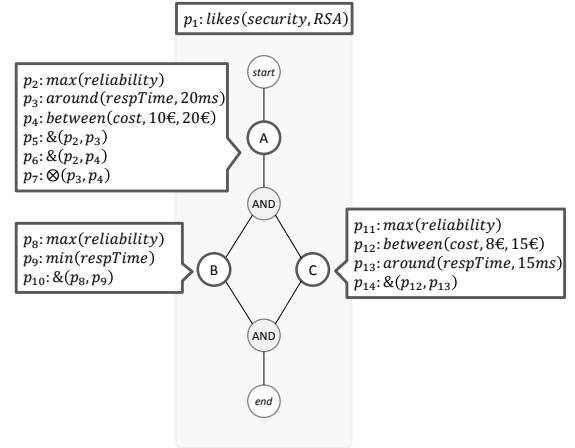 p₁: likes(security, RSA)
start
p₂: max(reliability)
p₃: around(respTime, 20ms)
p₄: between(cost, 10€, 20€)
p₅: &(p₂, p₃)
p₆: &(p₂, p₄)
p₇: ⊗(p₃, p₄)
A
AND
p₈: max(reliability)
p₉: min(respTime)
p₁₀: &(p₈, p₉)
B
C
p₁₁: max(reliability)
p₁₂: between(cost, 8€, 15€)
p₁₃: around(respTime, 15ms)
p₁₄: &(p₁₂, p₁₃)
AND
end